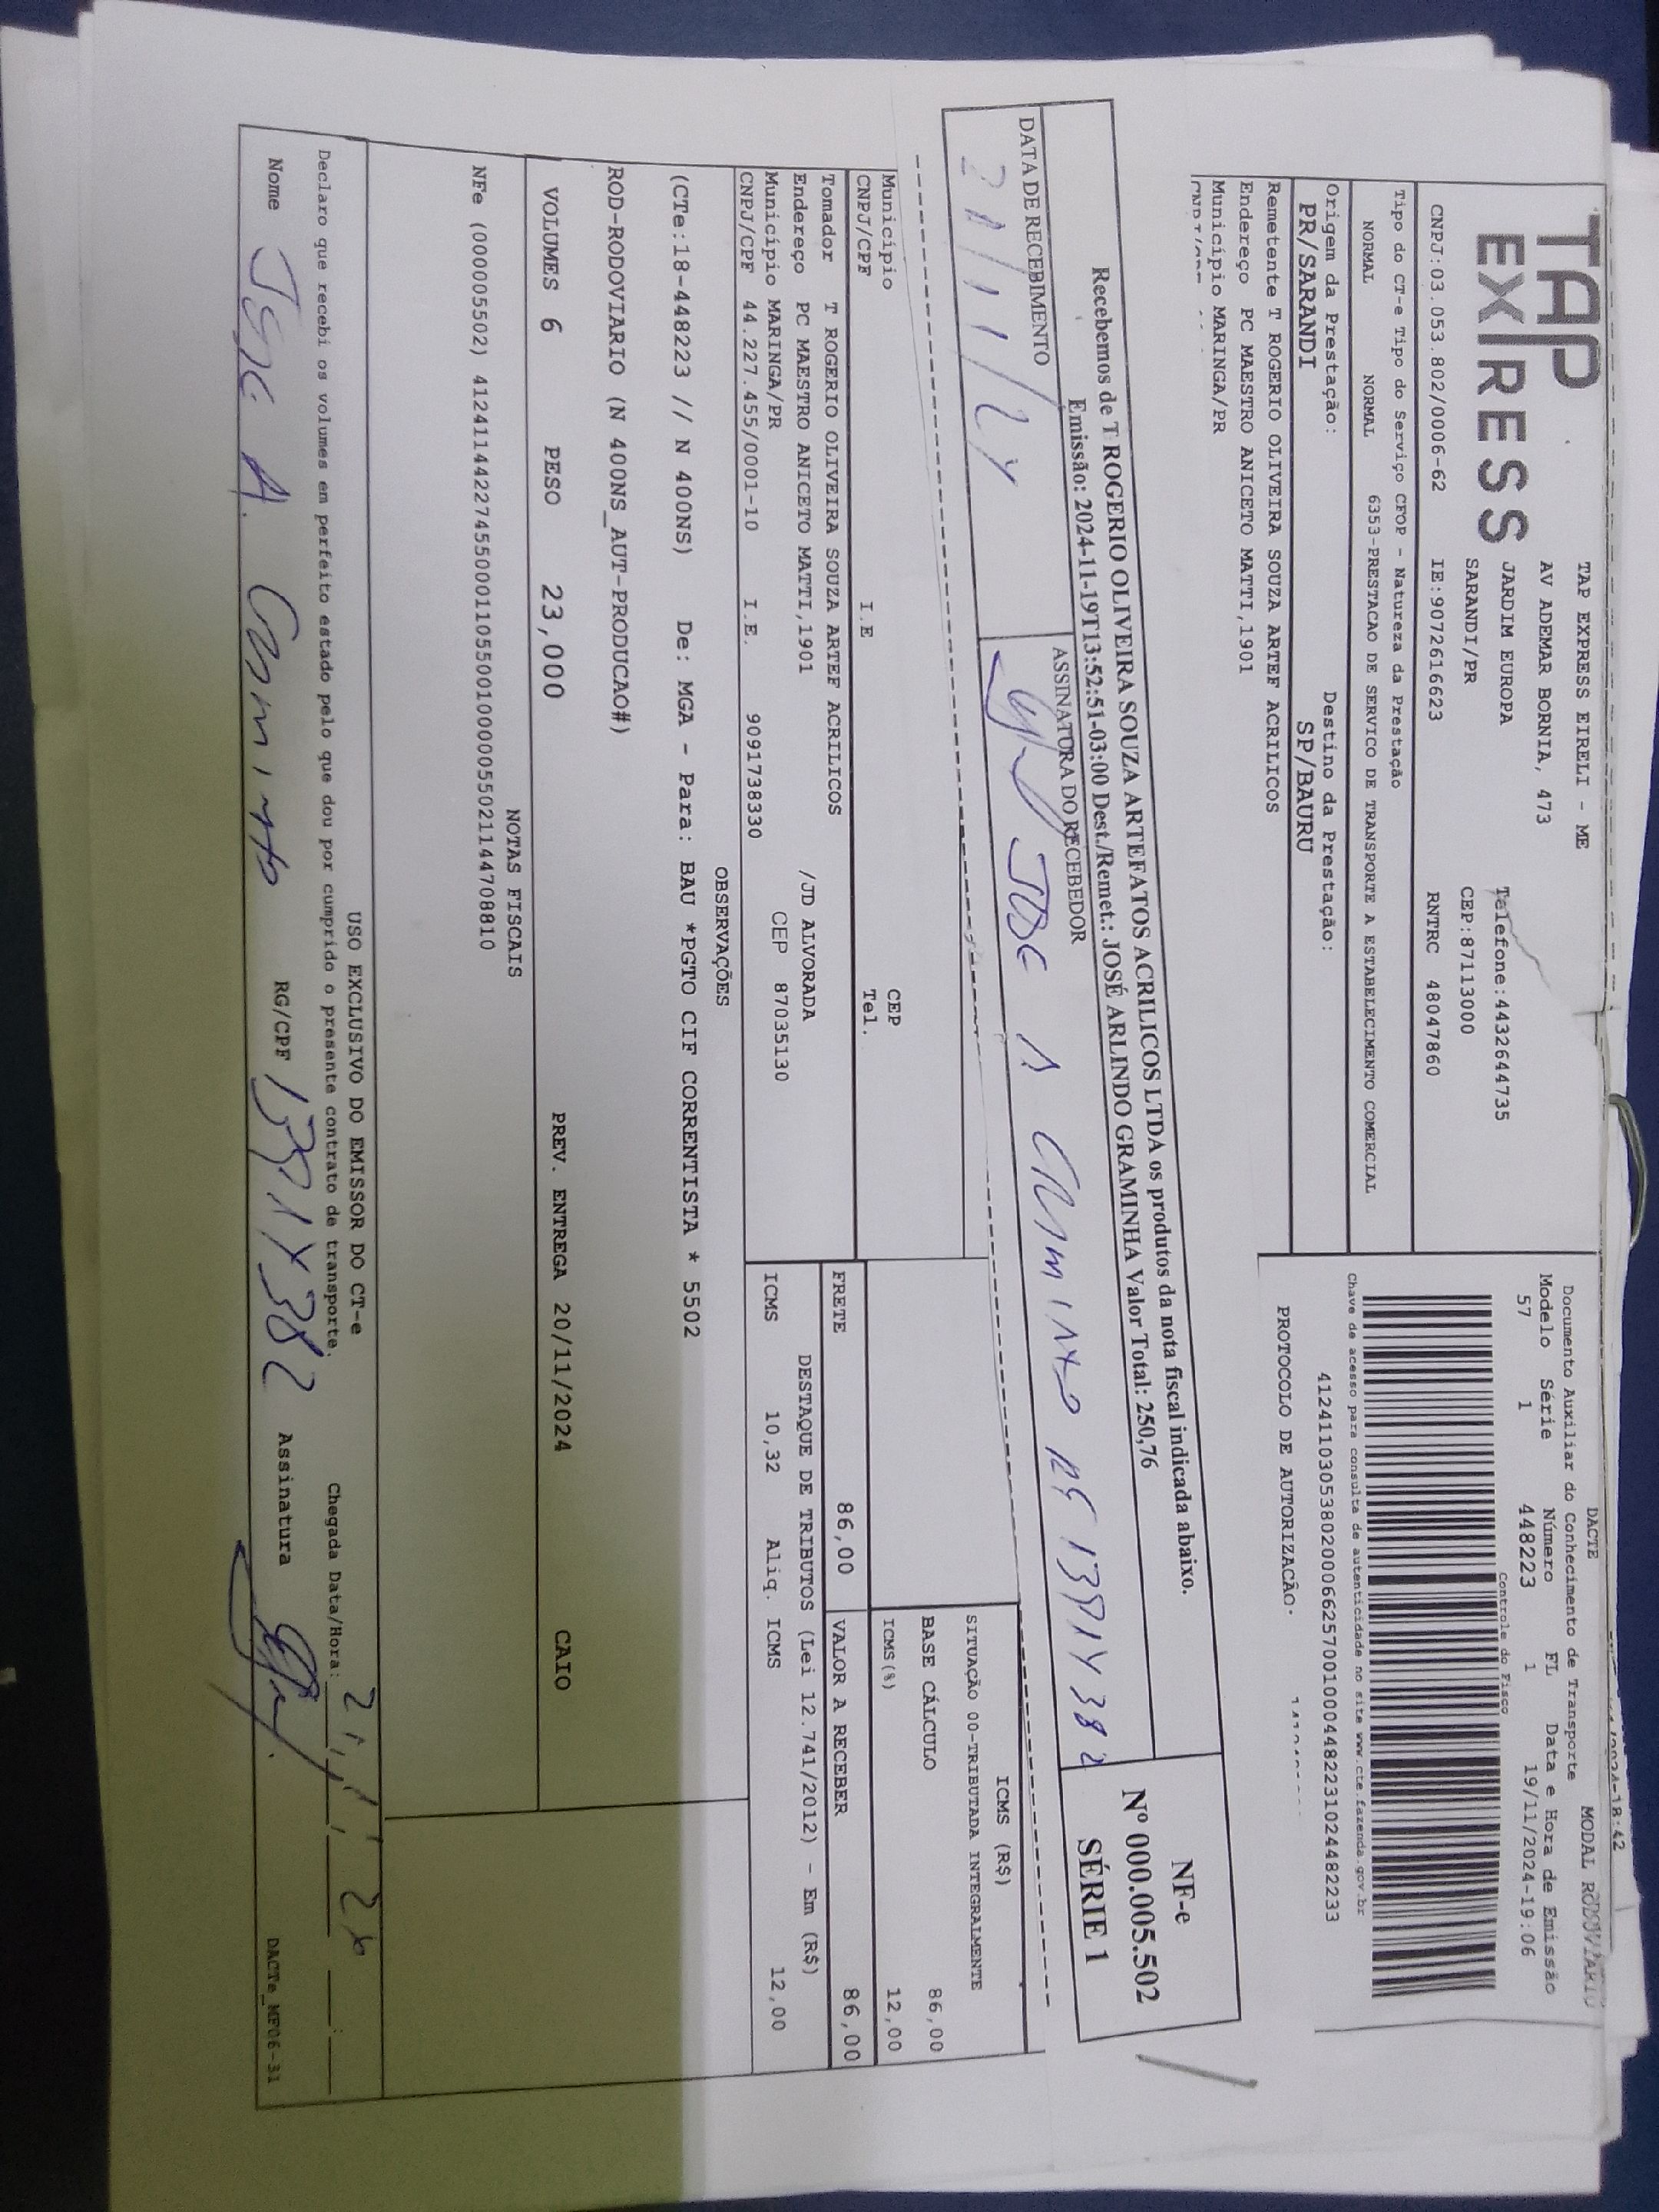 TAP
EXPRESS
TAP EXPRESS EIRELI - ME
AV ADEMAR BORNIA, 473
JARDIM EUROPA
Telefone:4432644735
SARANDI/PR
CEP:87113000
CNPJ:03.053.802/0006-62 IE:9072616623 RNTRC 48047860
DACTE
MODAL RODOVIARIO
Documento Auxiliar do Conhecimento de Transporte
Modelo Série Número FL Data e Hora de Emissão
57 1 448223 1 19/11/2024-19:06
Controle do Fisco
Chave de acesso para consulta de autenticidade no site www.cte.fazenda.gov.br
Tipo do CT-e Tipo do Serviço CFOP - Natureza da Prestação
NORMAL NORMAL 6353-PRESTACAO DE SERVICO DE TRANSPORTE A ESTABELECIMENTO COMERCIAL
41241103053802000662570010004482231024482233
Origem da Prestação: Destino da Prestação:
PR/SARANDI SP/BAURU
PROTOCOLO DE AUTORIZAÇÃO:
Remetente T ROGERIO OLIVEIRA SOUZA ARTEF ACRILICOS
Endereço PC MAESTRO ANICETO MATTI,1901
Município MARINGA/PR
Recebemos de T ROGERIO OLIVEIRA SOUZA ARTEFATOS ACRILICOS LTDA os produtos da nota fiscal indicada abaixo.
Emissão: 2024-11-19T13:52:51-03:00 Dest./Remet.: JOSÉ ARLINDO GRAMINHA Valor Total: 250,76
NF-e
Nº 000.005.502
SÉRIE 1
DATA DE RECEBIMENTO
ASSINATURA DO RECEBEDOR
21/11/24
ICMS (R$)
SITUAÇÃO 00-TRIBUTADA INTEGRALMENTE
BASE CÁLCULO 86,00
ICMS(%) 12,00
Município CEP
CNPJ/CPF I.E Tel.
Tomador T ROGERIO OLIVEIRA SOUZA ARTEF ACRILICOS
Endereço PC MAESTRO ANICETO MATTI,1901 /JD ALVORADA
Município MARINGA/PR CEP 87035130
CNPJ/CPF 44.227.455/0001-10 I.E. 9091738330
FRETE 86,00 VALOR A RECEBER 86,00
DESTAQUE DE TRIBUTOS (Lei 12.741/2012) - Em (R$)
ICMS 10,32 Aliq. ICMS 12,00
OBSERVAÇÕES
(CTe:18-448223 // N 400NS) De: MGA - Para: BAU *PGTO CIF CORRENTISTA * 5502
ROD-RODOVIARIO (N 400NS_AUT-PRODUCAO#)
VOLUMES 6 PESO 23,000 PREV. ENTREGA 20/11/2024 CAIO
NOTAS FISCAIS
NFe (000005502) 41241144227455000110550010000055021144708810
USO EXCLUSIVO DO EMISSOR DO CT-e
Declaro que recebi os volumes em perfeito estado pelo que dou por cumprido o presente contrato de transporte.
Chegada Data/Hora:
Nome RG/CPF Assinatura
DACTe_MF06-31